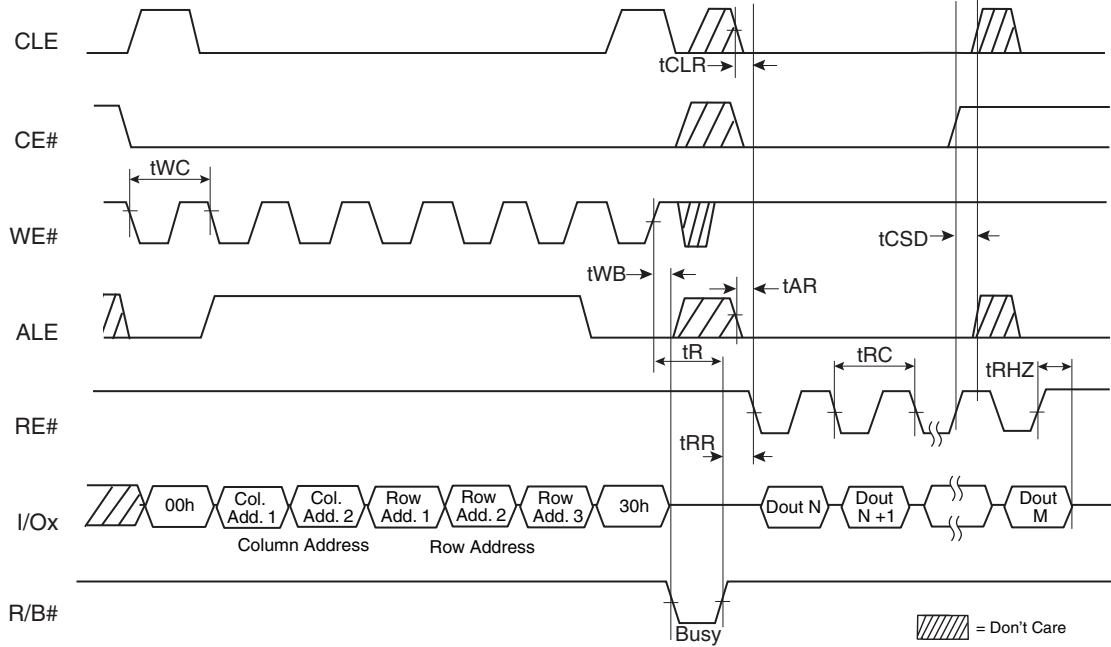 CLE
tCLR
CE#
tWC
WE#
tCSD
tWB
tAR
ALE
tR
tRC
tRHZ
RE#
tRR
I/Ox
00h
Col.
Add. 1
Col.
Add. 2
Row
Add. 1
Row
Add. 2
Row
Add. 3
30h
Dout N
Dout
N +1
Dout
M
Column Address
Row Address
R/B#
Busy
= Don't Care